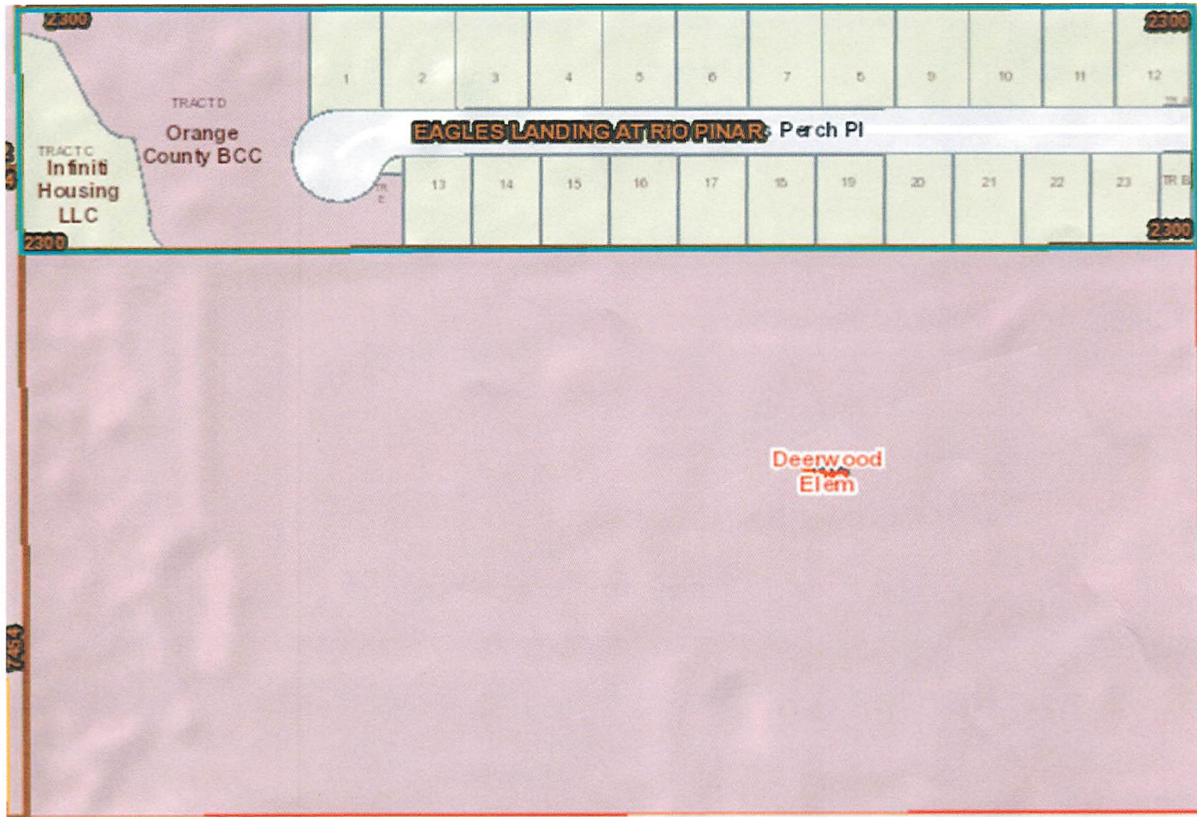 2300
2300
1
2
3
4
5
6
7
8
9
10
11
12
TRACT D
Orange
County BCC
EAGLES LANDING AT RIO PINAR
s Perch Pl
TRACT C
Infiniti
Housing
LLC
TR
E
13
14
15
16
17
18
19
20
21
22
23
TR B
2300
2300
Deerwood
Elem
7454